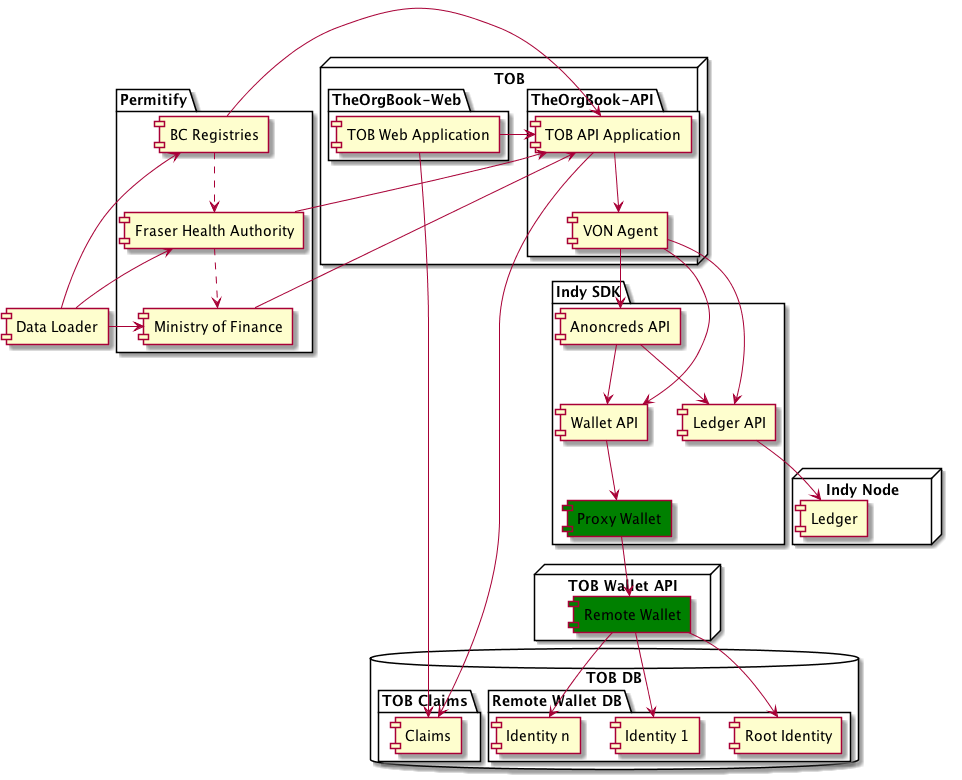 TOB
TheOrgBook-Web
TheOrgBook-API
Permitify
TOB Web Application
TOB API Application
BC Registries
Fraser Health Authority
VON Agent
Indy SDK
Data Loader
Ministry of Finance
Anoncreds API
Wallet API
Ledger API
Indy Node
Proxy Wallet
Ledger
TOB Wallet API
Remote Wallet
TOB DB
TOB Claims
Remote Wallet DB
Claims
Identity n
Identity 1
Root Identity